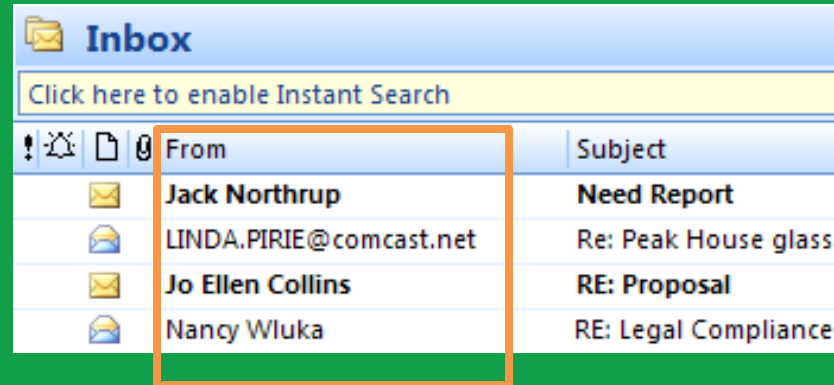 Inbox
Click here to enable Instant Search
! From Subject
Jack Northrup Need Report
LINDA.PIRIE@comcast.net Re: Peak House glass
Jo Ellen Collins RE: Proposal
Nancy Wluka RE: Legal Compliance